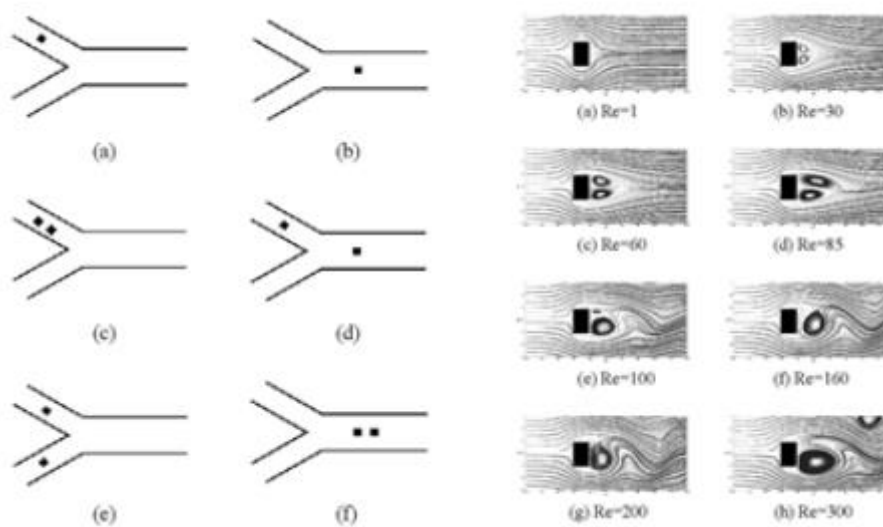 (a)
(b)
(c)
(d)
(e)
(f)
(a) Re=1
(b) Re=30
(c) Re=60
(d) Re=85
(e) Re=100
(f) Re=160
(g) Re=200
(h) Re=300